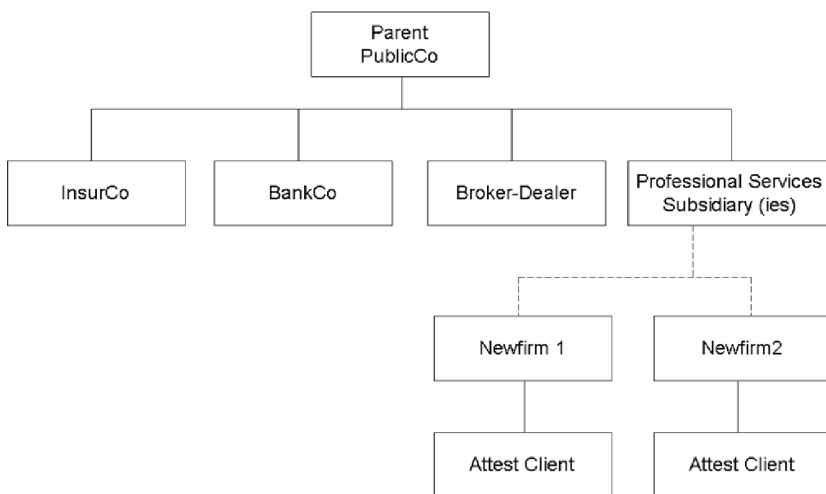 Parent
PublicCo
InsurCo
BankCo
Broker-Dealer
Professional Services
Subsidiary (ies)
Newfirm 1
Newfirm2
Attest Client
Attest Client